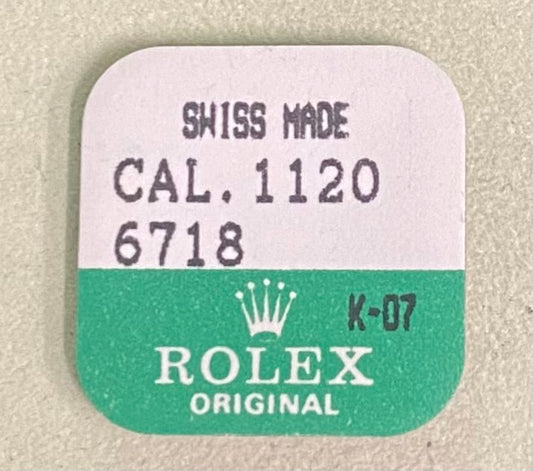 SWISS MADE
CAL. 1120
6718
K-07
ROLEX
ORIGINAL